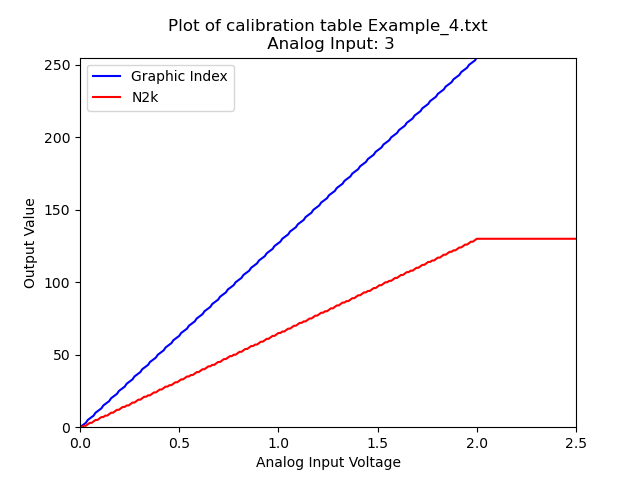 Plot of calibration table Example_4.txt
Analog Input: 3
Graphic Index
N2k
250
200
150
100
50
0
Output Value
0.0 0.5 1.0 1.5 2.0 2.5
Analog Input Voltage